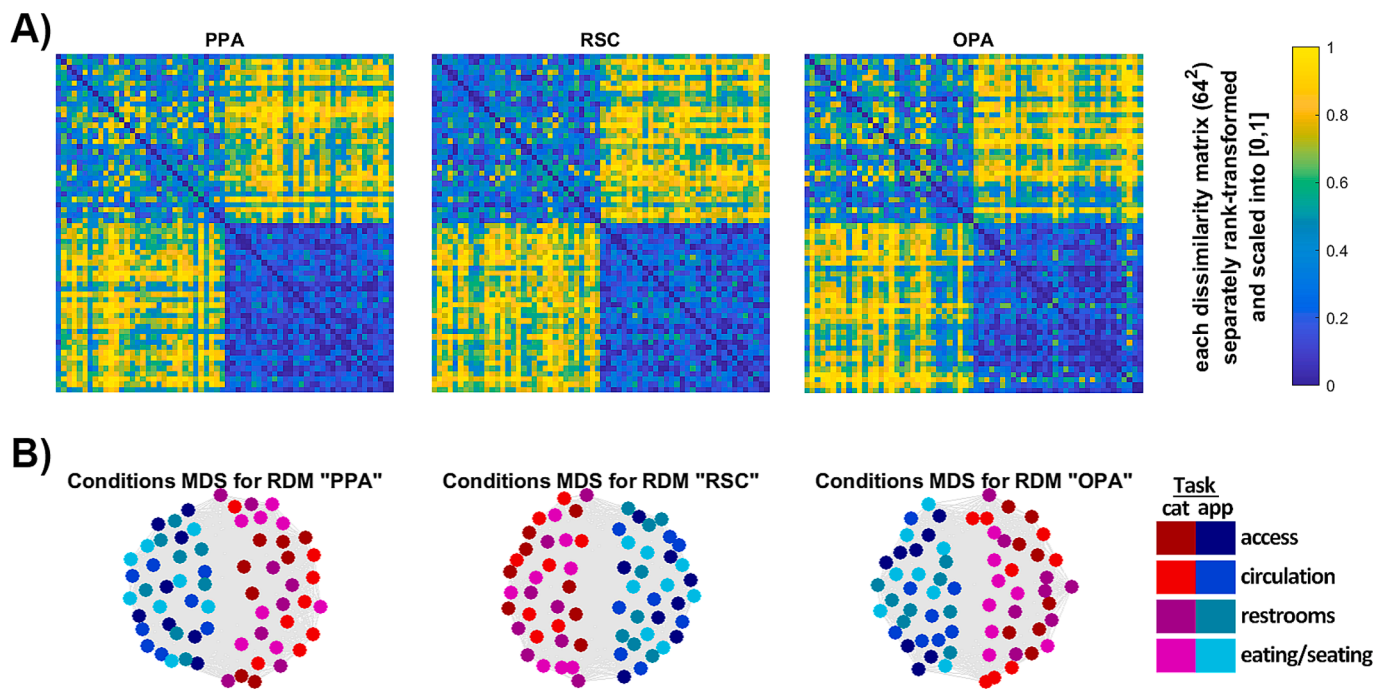 A)
PPA
RSC
OPA
each dissimilarity matrix (64²)
separately rank-transformed
and scaled into [0,1]
1
0.8
0.6
0.4
0.2
0
B)
Conditions MDS for RDM "PPA"
Conditions MDS for RDM "RSC"
Conditions MDS for RDM "OPA"
Task
cat app
access
circulation
restrooms
eating/seating